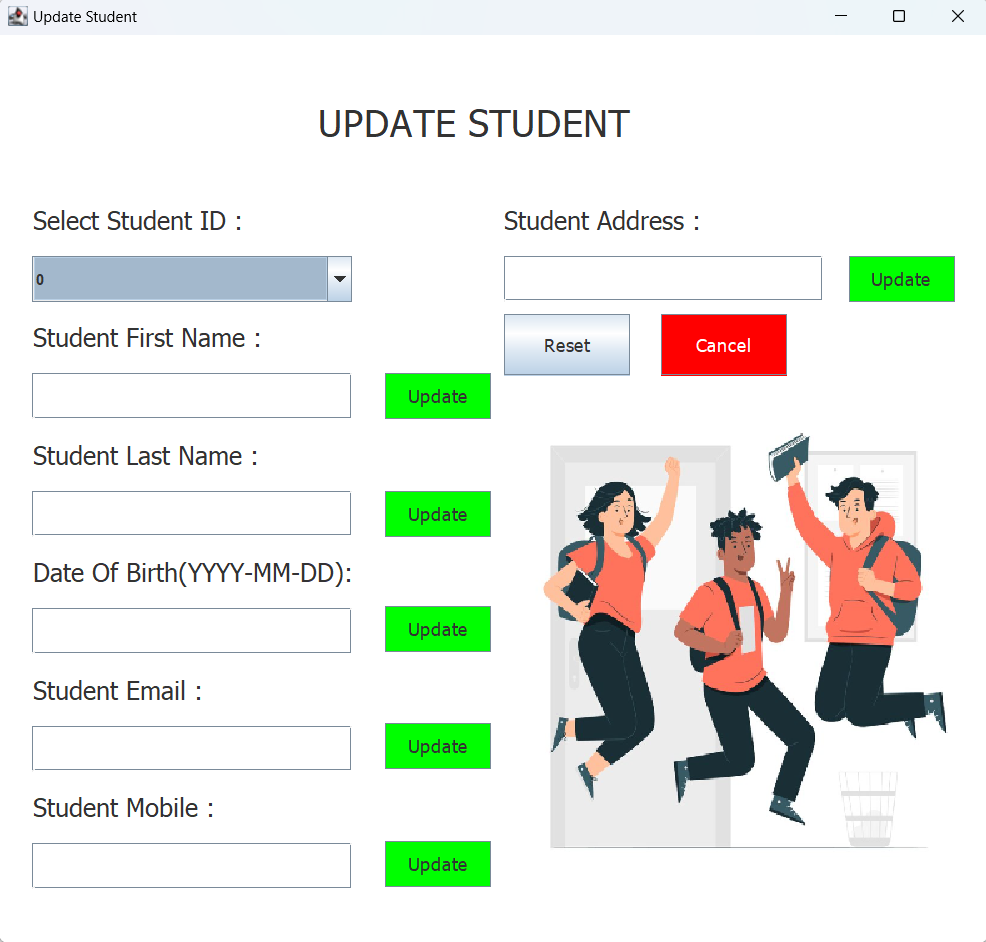 Update Student
UPDATE STUDENT
Select Student ID :
0
Student First Name :
Update
Student Last Name :
Update
Date Of Birth(YYYY-MM-DD):
Update
Student Email :
Update
Student Mobile :
Update
Student Address :
Update
Reset
Cancel